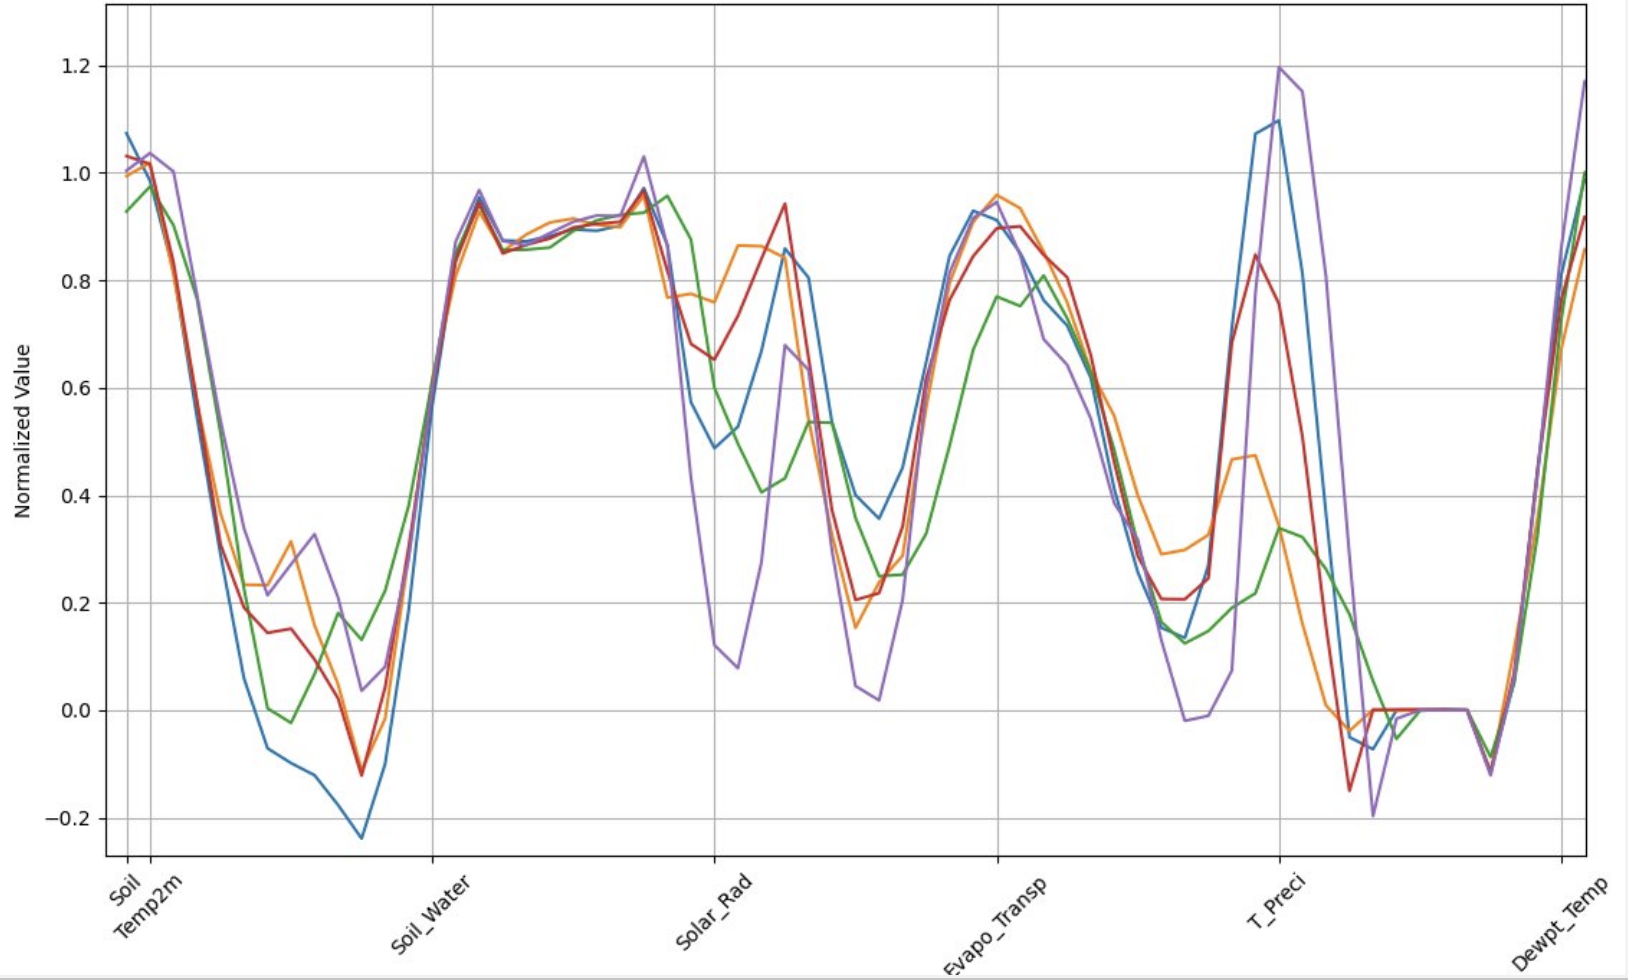 Normalized Value
1.2
1.0
0.8
0.6
0.4
0.2
0.0
−0.2
Soil
Temp2m
Soil_Water
Solar_Rad
Evapo_Transp
T_Preci
Dewpt_Temp